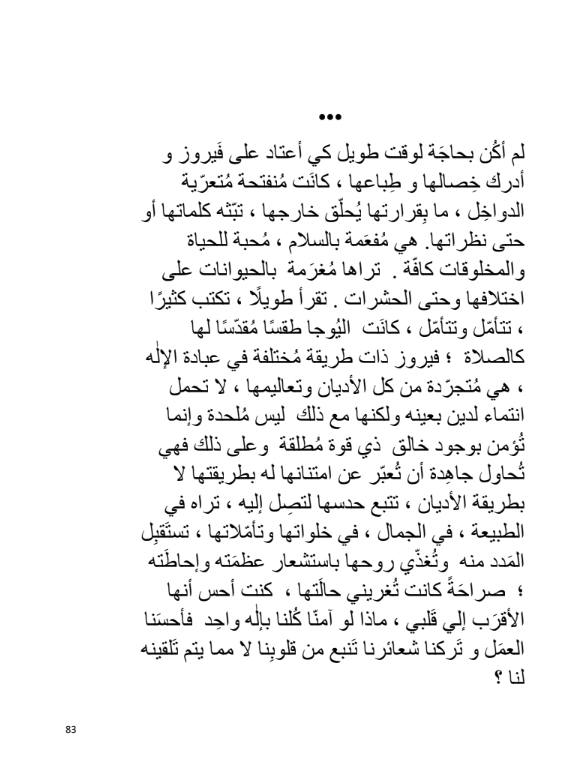 •••
لم أكُن بحاجَة لوقت طويل كي أعتاد على فَيروز و
أدرك خِصالها و طِباعها ، كانَت مُنفتحة مُتعرّية
الدواخِل ، ما بِقرارتها يُحلّق خارجها ، تبّثه كلماتها أو
حتى نظراتها. هي مُفعَمة بالسلام ، مُحبة للحياة
والمخلوقات كافّة . تراها مُغرَمة بالحيوانات على
اختلافها وحتى الحشرات . تقرأ طويلًا ، تكتب كثيرًا
، تتأمّل وتتأمّل ، كانَت اليُوجا طقسًا مُقدّسًا لها
كالصلاة ؛ فيروز ذات طريقة مُختلفة في عبادة الإلٰه
، هي مُتجرّدة من كل الأديان وتعاليمها ، لا تحمل
انتماء لدين بعينه ولكنها مع ذلك ليس مُلحدة وإنما
تُؤمن بوجود خالق ذي قوة مُطلقة وعلى ذلك فهي
تُحاول جاهِدة أن تُعبّر عن امتنانها له بطريقتها لا
بطريقة الأديان ، تتبع حدسها لتصِل إليه ، تراه في
الطبيعة ، في الجمال ، في خلواتها وتأمّلاتها ، تستَقبِل
المَدد منه وتُغذّي روحها باستشعار عظمَته وإحاطَته
؛ صراحَةً كانت تُغريني حالَتها ، كنت أحس أنها
الأقرَب إلي قَلبي ، ماذا لو آمنّا كُلنا بإلٰه واحِد فأحسَنا
العمَل و تَركنا شعائرنا تَنبع من قلوبِنا لا مما يتم تَلقينه
لنا ؟
83